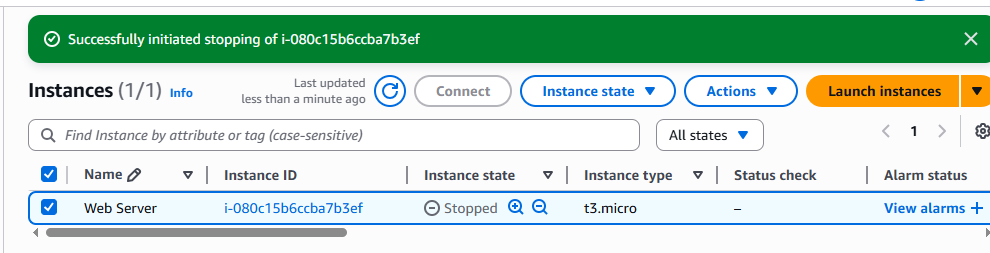 Successfully initiated stopping of i-080c15b6ccba7b3ef
Instances (1/1) Info
Last updated
less than a minute ago
Connect
Instance state
Actions
Launch instances
Find Instance by attribute or tag (case-sensitive)
All states
1
Name Instance ID Instance state Instance type Status check Alarm status
Web Server i-080c15b6ccba7b3ef Stopped t3.micro – View alarms +